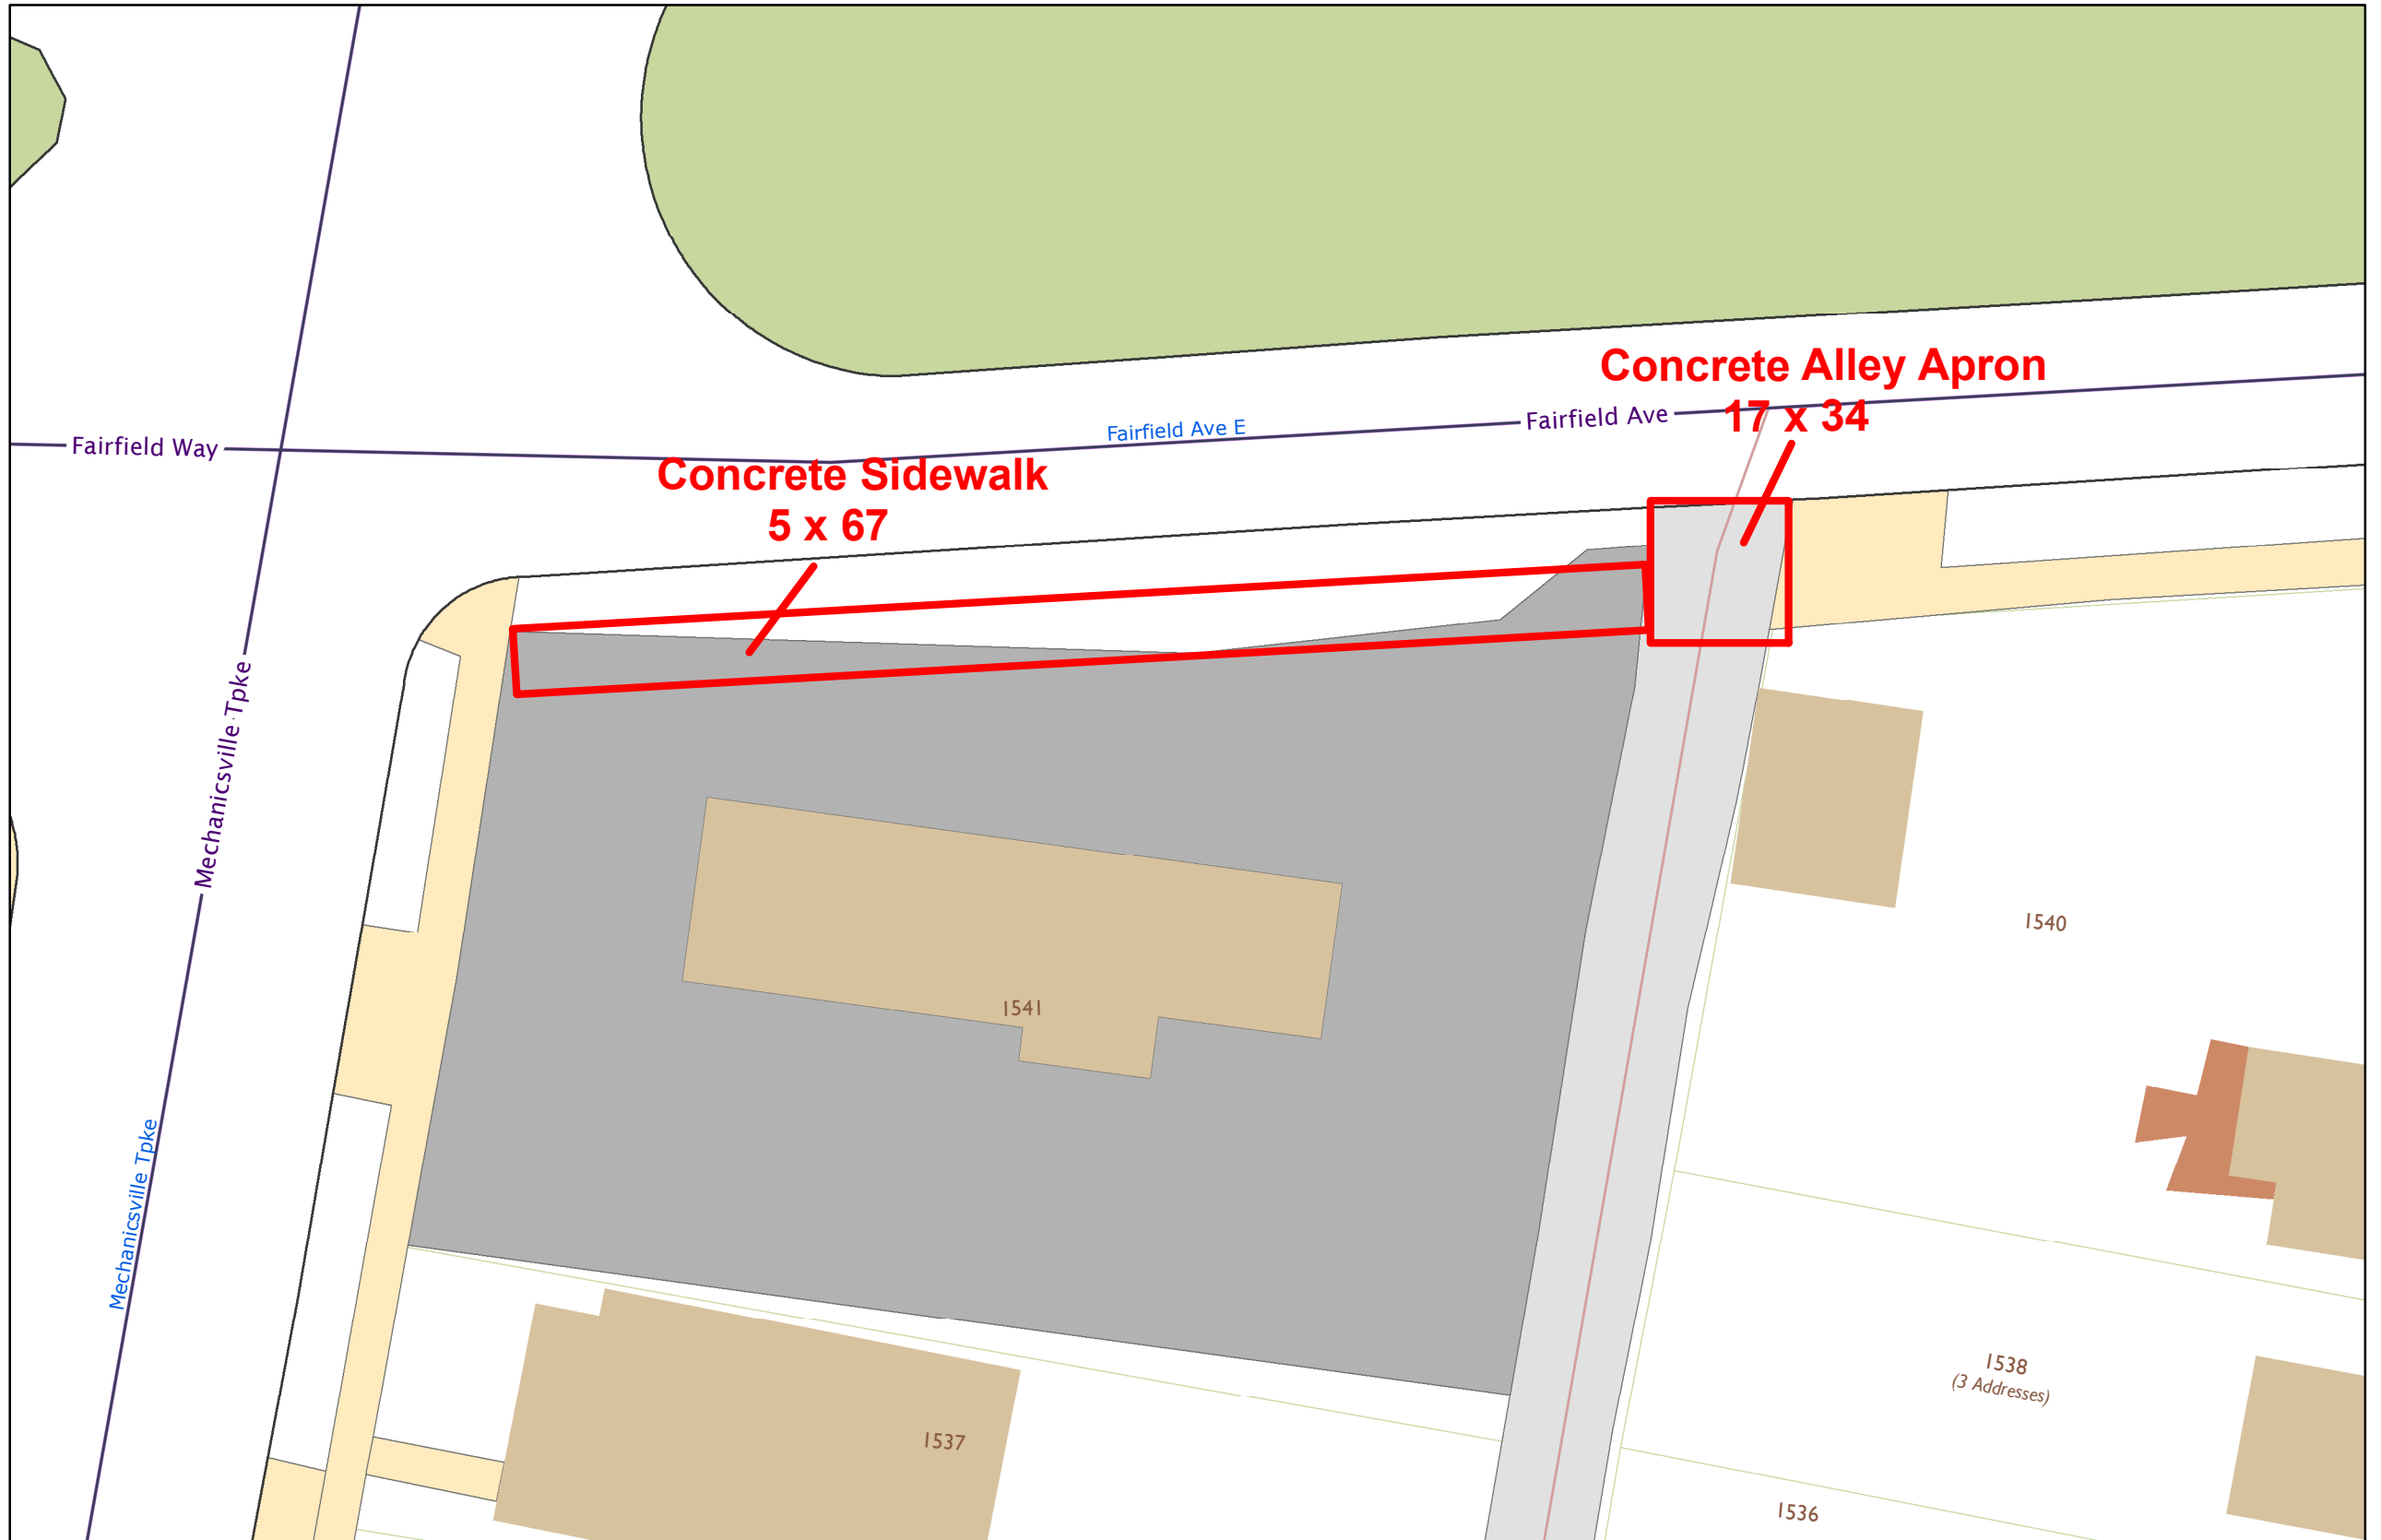 Concrete Alley Apron
17 x 34
Fairfield Ave
Fairfield Ave E
Fairfield Way
Concrete Sidewalk
5 x 67
Mechanicsville Tpke
1540
1541
Mechanicsville Tpke
1538
(3 Addresses)
1537
1536